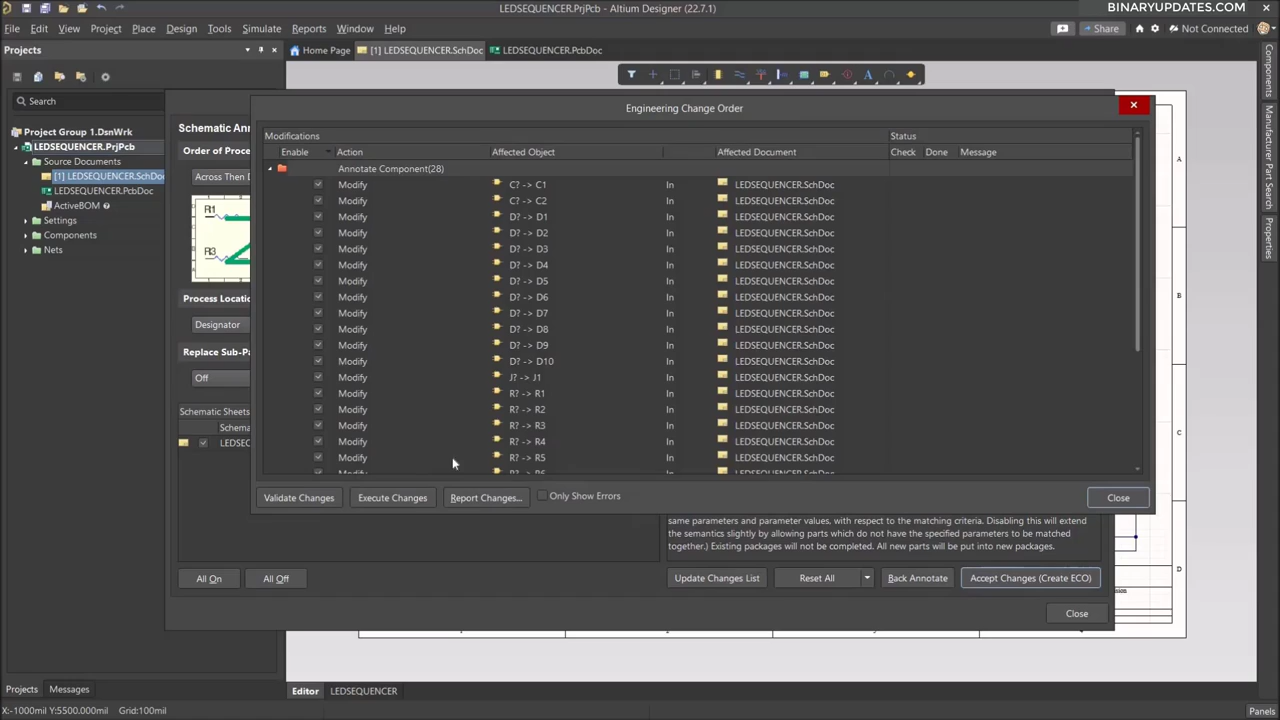 LEDSEQUENCER.PrjPcb - Altium Designer (22.7.1)
BINARYUPDATES.COM
File Edit View Project Place Design Tools Simulate Reports Window Help
Share
Not Connected
Projects
Home Page
[1] LEDSEQUENCER.SchDoc
LEDSEQUENCER.PcbDoc
Search
Project Group 1.DsnWrk
LEDSEQUENCER.PrjPcb
Source Documents
[1] LEDSEQUENCER.SchDoc
LEDSEQUENCER.PcbDoc
ActiveBOM
Settings
Components
Nets
Schematic Ann
Order of Proce
Across Then D
R1
R3
Process Locatio
Designator
Replace Sub-Pa
Off
Schematic Sheets
Schema
LEDSEC
Engineering Change Order
Modifications Status
Enable Action Affected Object Affected Document Check Done Message
Annotate Component(28)
Modify C? -> C1 In LEDSEQUENCER.SchDoc
Modify C? -> C2 In LEDSEQUENCER.SchDoc
Modify D? -> D1 In LEDSEQUENCER.SchDoc
Modify D? -> D2 In LEDSEQUENCER.SchDoc
Modify D? -> D3 In LEDSEQUENCER.SchDoc
Modify D? -> D4 In LEDSEQUENCER.SchDoc
Modify D? -> D5 In LEDSEQUENCER.SchDoc
Modify D? -> D6 In LEDSEQUENCER.SchDoc
Modify D? -> D7 In LEDSEQUENCER.SchDoc
Modify D? -> D8 In LEDSEQUENCER.SchDoc
Modify D? -> D9 In LEDSEQUENCER.SchDoc
Modify D? -> D10 In LEDSEQUENCER.SchDoc
Modify J? -> J1 In LEDSEQUENCER.SchDoc
Modify R? -> R1 In LEDSEQUENCER.SchDoc
Modify R? -> R2 In LEDSEQUENCER.SchDoc
Modify R? -> R3 In LEDSEQUENCER.SchDoc
Modify R? -> R4 In LEDSEQUENCER.SchDoc
Modify R? -> R5 In LEDSEQUENCER.SchDoc
Validate Changes Execute Changes Report Changes... Only Show Errors Close
same parameters and parameter values, with respect to the matching criteria. Disabling this will extend
the semantics slightly by allowing parts which do not have the specified parameters to be matched
together.) Existing packages will not be completed. All new parts will be put into new packages.
All On All Off Update Changes List Reset All Back Annotate Accept Changes (Create ECO)
Close
A
B
C
D
Components
Manufacturer Part Search
Properties
Projects Messages
Editor LEDSEQUENCER
X:-1000mil Y:5500.000mil Grid:100mil
Panels